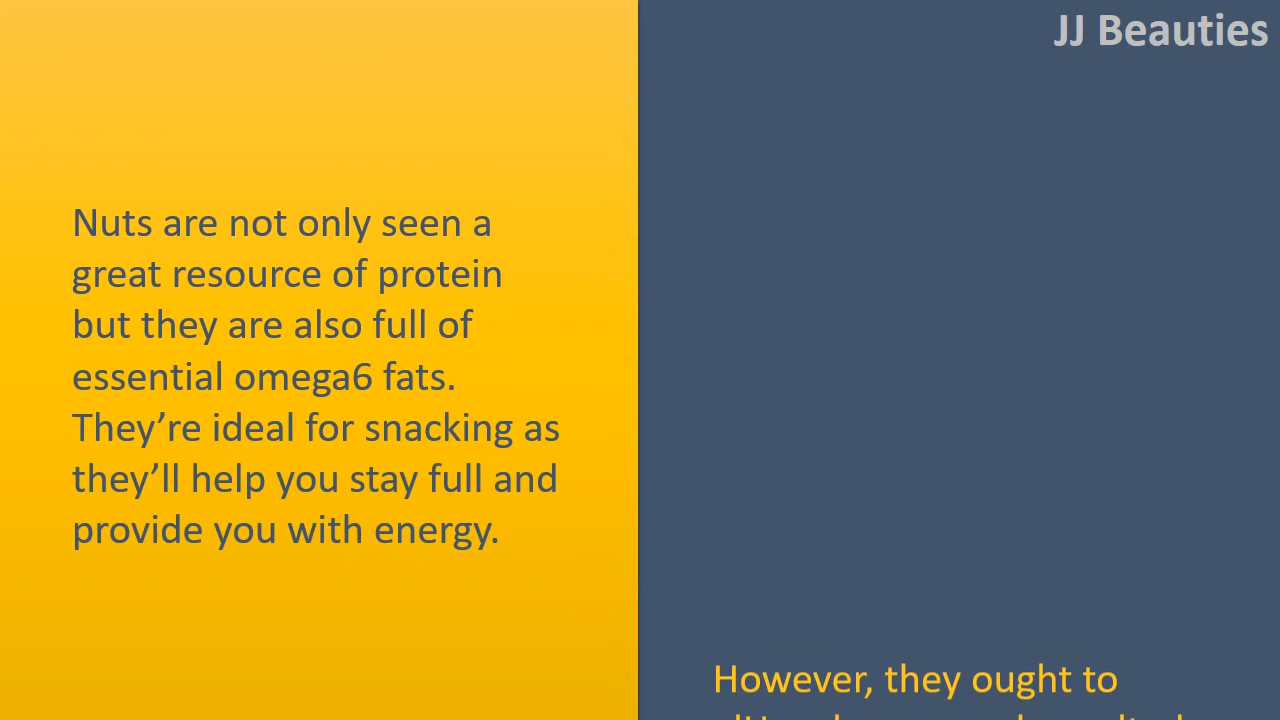 JJ Beauties
Nuts are not only seen a
great resource of protein
but they are also full of
essential omega6 fats.
They’re ideal for snacking as
they’ll help you stay full and
provide you with energy.
However, they ought to